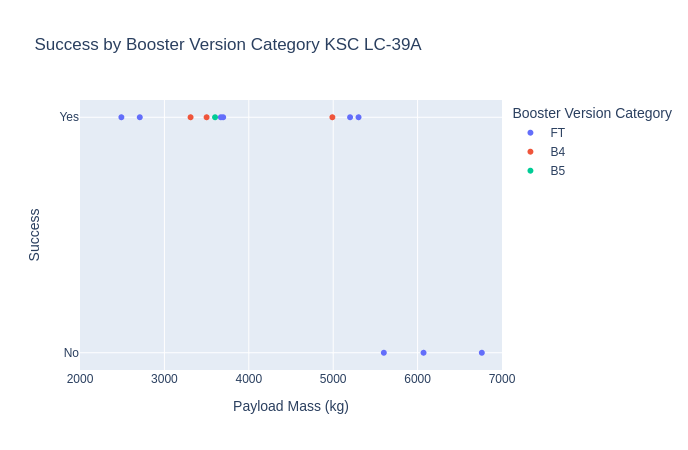 Success by Booster Version Category KSC LC-39A
Booster Version Category
FT
B4
B5
Success
Yes
No
2000 3000 4000 5000 6000 7000
Payload Mass (kg)